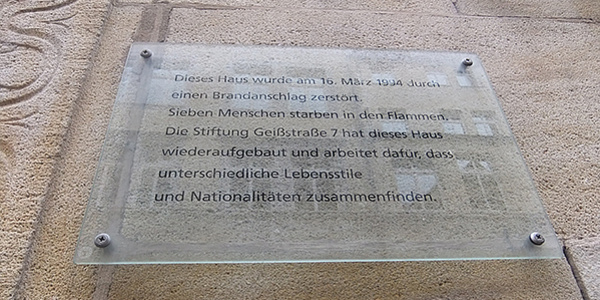 Dieses Haus wurde am 16. März 1994 durch
einen Brandanschlag zerstört.
Sieben Menschen starben in den Flammen.
Die Stiftung Geißstraße 7 hat dieses Haus
wiederaufgebaut und arbeitet dafür, dass
unterschiedliche Lebensstile
und Nationalitäten zusammenfinden.